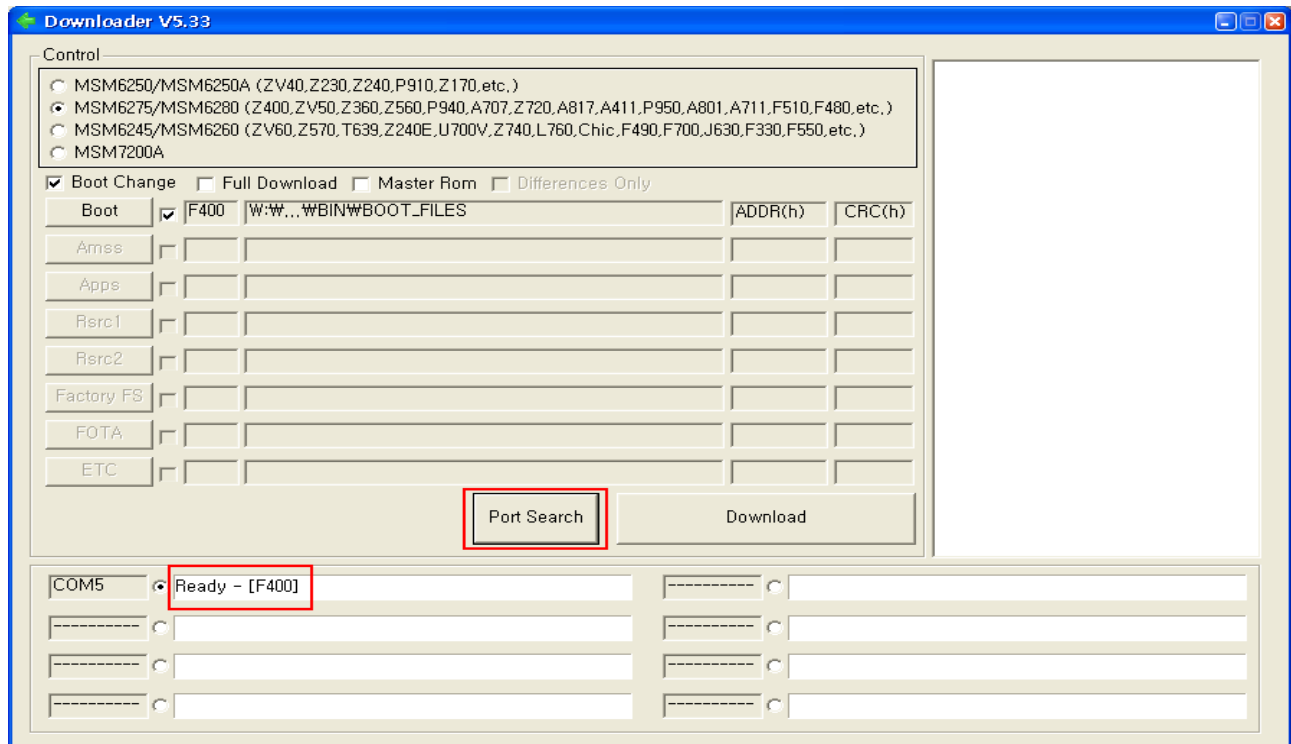 Downloader V5.33
Control
MSM6250/MSM6250A (ZV40,Z230,Z240,P910,Z170,etc,)
MSM6275/MSM6280 (Z400,ZV50,Z360,Z560,P940,A707,Z720,A817,A411,P950,A801,A711,F510,F480,etc,)
MSM6245/MSM6260 (ZV60,Z570,T639,Z240E,U700V,Z740,L760,Chic,F490,F700,J630,F330,F550,etc,)
MSM7200A
Boot Change Full Download Master Rom Differences Only
Boot F400 ₩:₩...₩BIN₩BOOT_FILES ADDR(h) CRC(h)
Amss
Apps
Rsrc1
Rsrc2
Factory FS
FOTA
ETC
Port Search Download
COM5 Ready - [F400] ----------
---------- ----------
---------- ----------
---------- ----------